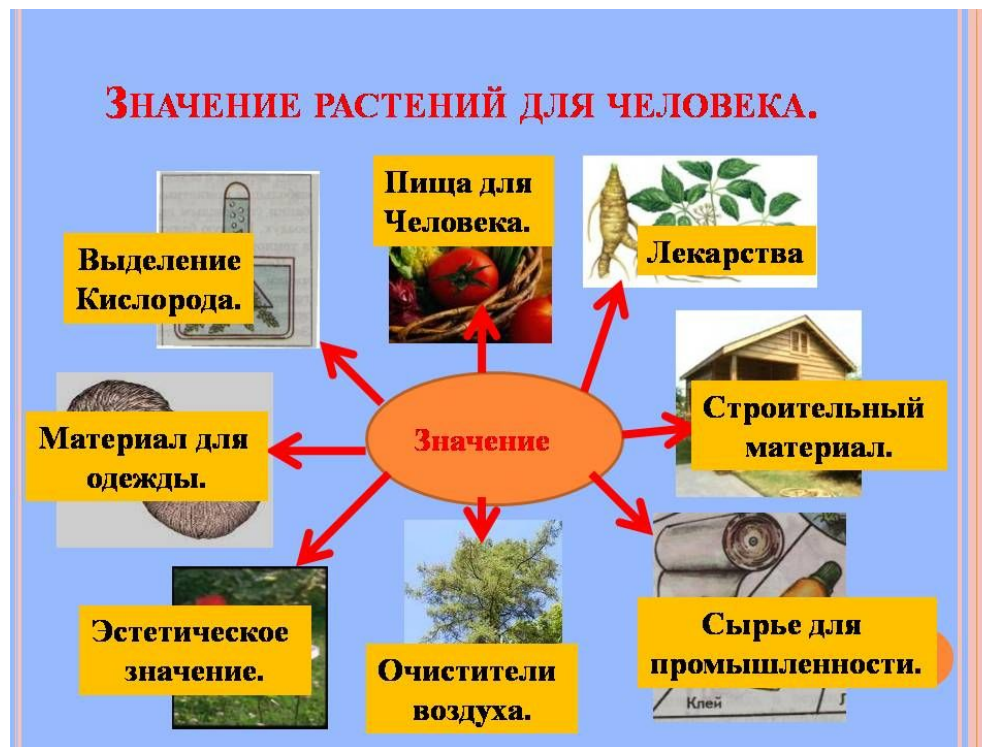 Значение растений для человека.
Пища для
Человека.
Лекарства
Выделение
Кислорода.
Строительный
материал.
Значение
Материал для
одежды.
Эстетическое
значение.
Очистители
воздуха.
Сырье для
промышленности.
Клей